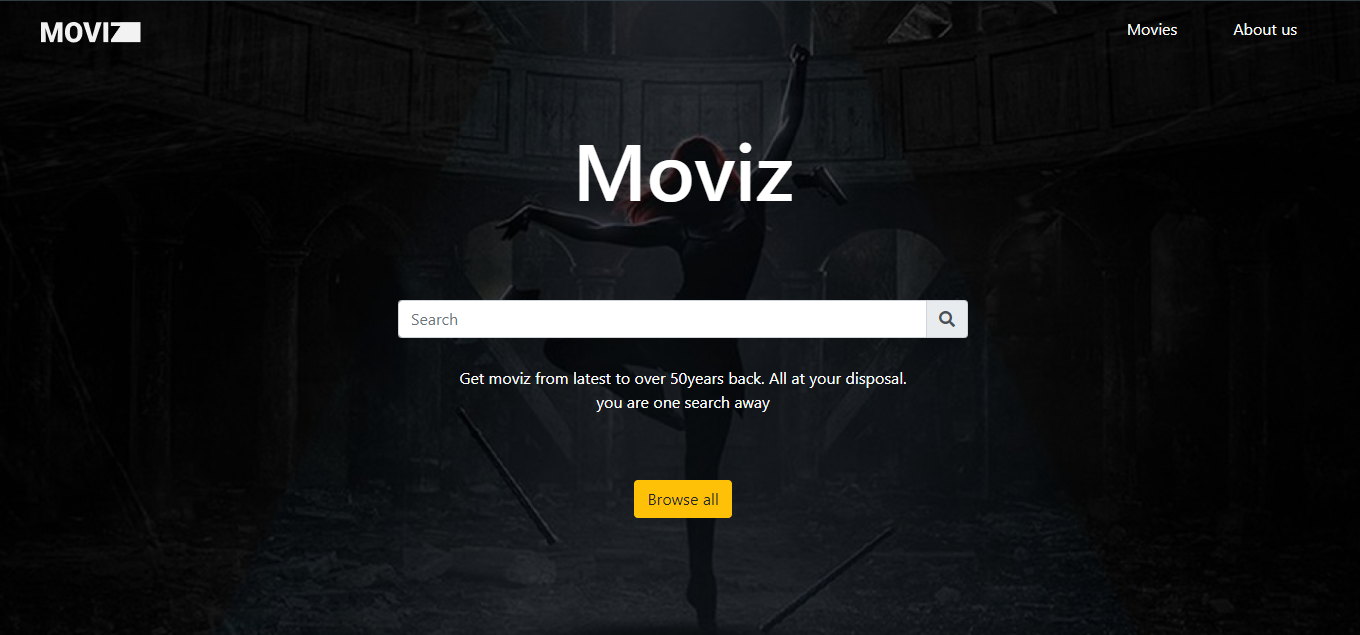 MOVIZ
Movies
About us
Moviz
Search
Get moviz from latest to over 50years back. All at your disposal.
you are one search away
Browse all